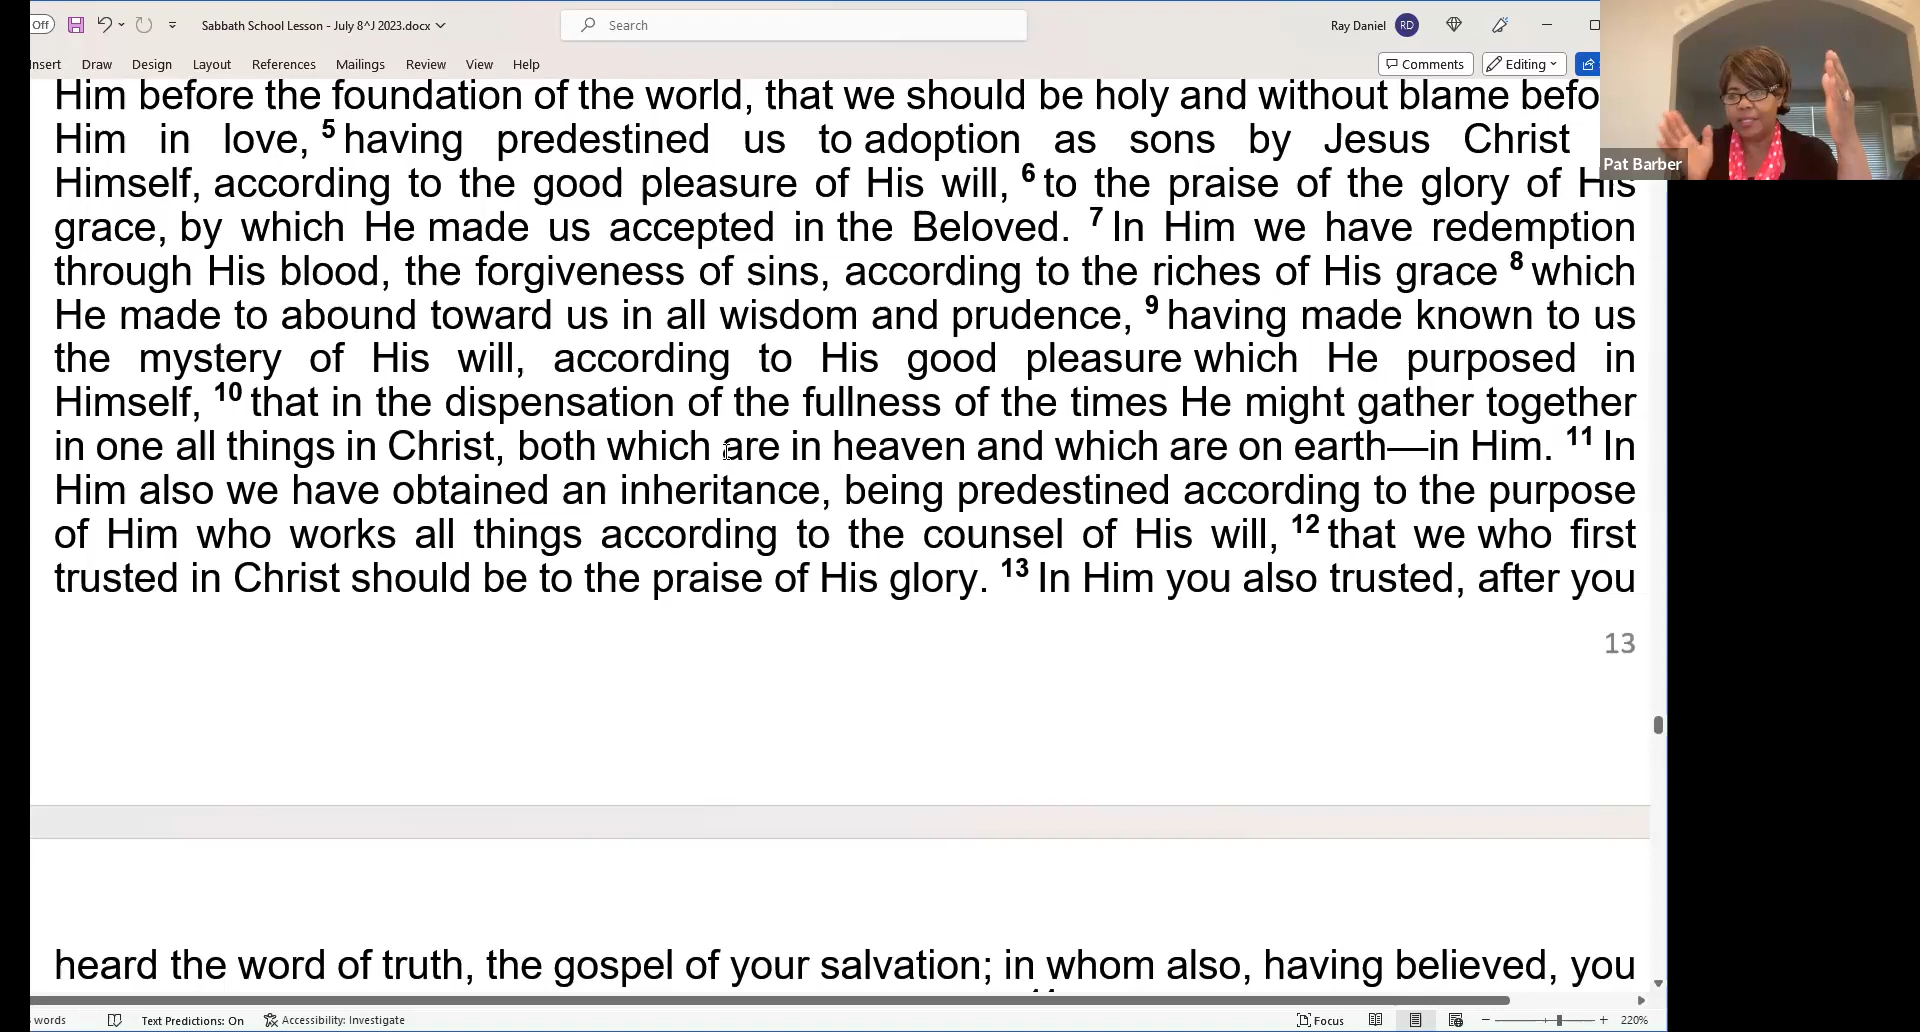 Off
Sabbath School Lesson - July 8^J 2023.docx
Search
Ray Daniel
RD
Insert Draw Design Layout References Mailings Review View Help
Comments
Editing
Him before the foundation of the world, that we should be holy and without blame befo
Him in love, 5 having predestined us to adoption as sons by Jesus Christ
Himself, according to the good pleasure of His will, 6 to the praise of the glory of His
grace, by which He made us accepted in the Beloved. 7 In Him we have redemption
through His blood, the forgiveness of sins, according to the riches of His grace 8 which
He made to abound toward us in all wisdom and prudence, 9 having made known to us
the mystery of His will, according to His good pleasure which He purposed in
Himself, 10 that in the dispensation of the fullness of the times He might gather together
in one all things in Christ, both which are in heaven and which are on earth—in Him. 11 In
Him also we have obtained an inheritance, being predestined according to the purpose
of Him who works all things according to the counsel of His will, 12 that we who first
trusted in Christ should be to the praise of His glory. 13 In Him you also trusted, after you
13
heard the word of truth, the gospel of your salvation; in whom also, having believed, you
words
Text Predictions: On
Accessibility: Investigate
Focus
220%
Pat Barber